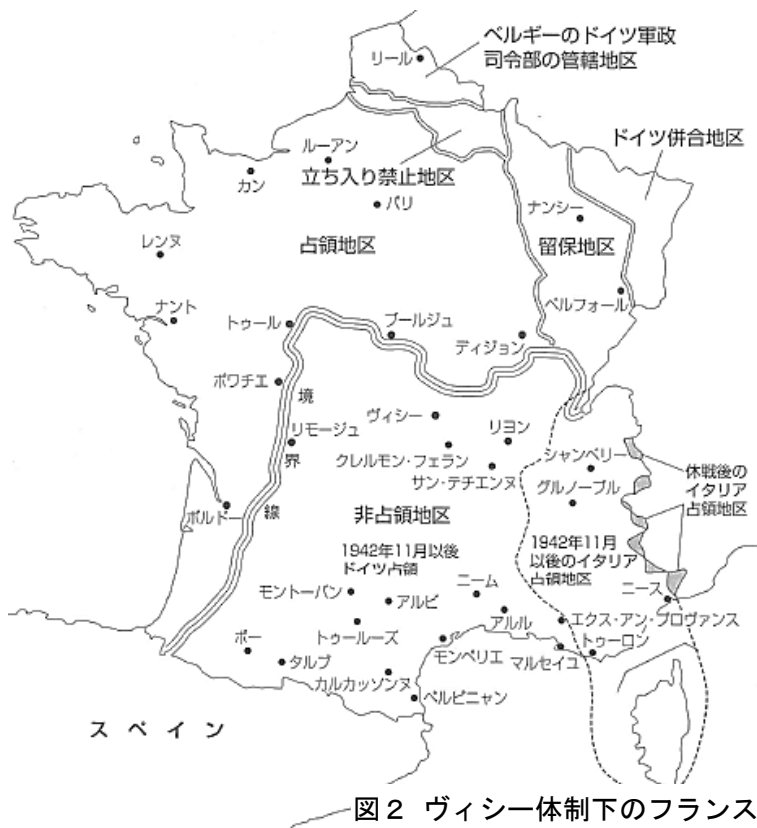 ベルギーのドイツ軍政
司令部の管轄地区
リール
ドイツ併合地区
ルーアン
カン
立ち入り禁止地区
パリ
ナンシー
占領地区
留保地区
レンヌ
ベルフォール
ナント
トゥール
ブールジュ
ディジョン
ポワチエ
境
界
線
ヴィシー
リモージュ
リヨン
クレルモン・フェラン
シャンベリー
サン・テチエンヌ
グルノーブル
休戦後の
イタリア
占領地区
ボルドー
非占領地区
1942年11月以後
ドイツ占領
1942年11月
以後のイタリア
占領地区
ニース
モントーバン
アルビ
ニーム
アルル
エクス・アン・プロヴァンス
トゥールーズ
トゥーロン
ポー
タルブ
モンペリエ
マルセイユ
カルカッソンヌ
ペルピニャン
スペイン
図2 ヴィシー体制下のフランス